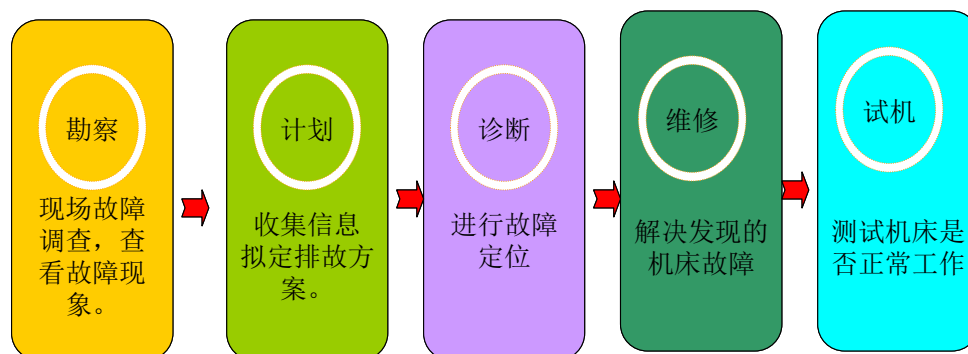 勘察
现场故障
调查，查
看故障现
象。
计划
收集信息
拟定排故方
案。
诊断
进行故障
定位
维修
解决发现的
机床故障
试机
测试机床是
否正常工作